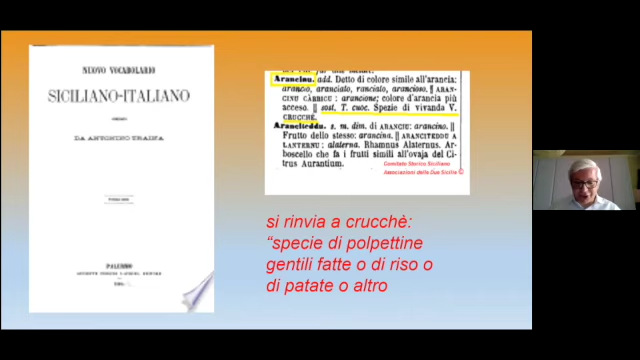 NUOVO VOCABOLARIO
SICILIANO-ITALIANO
DA ANTONINO TRAINA
PALERMO
Arancinu. add. Detto di colore simile all'arancia:
arancio, aranciato, ranciato, arancioso. || ARAN-
CINU CÀRRICU: arancione; colore d'arancia più
acceso. || sost. T. cuoc. Spezie di vivanda V.
CRUCCHÈ.
Aranciteddu. s. m. dim. di ARANCIU: arancino. ||
Frutto dello stesso: arancina. || ARANCITEDDU A
LANTERNU: alaterna. Rhamnus Alaternus. Ar-
boscello che fa i frutti simili all'ovaja del Ci-
trus Aurantium.
Comitato Storico Siciliano
Associazioni delle Due Sicilie ©
si rinvia a crucchè:
“specie di polpettine
gentili fatte o di riso o
di patate o altro